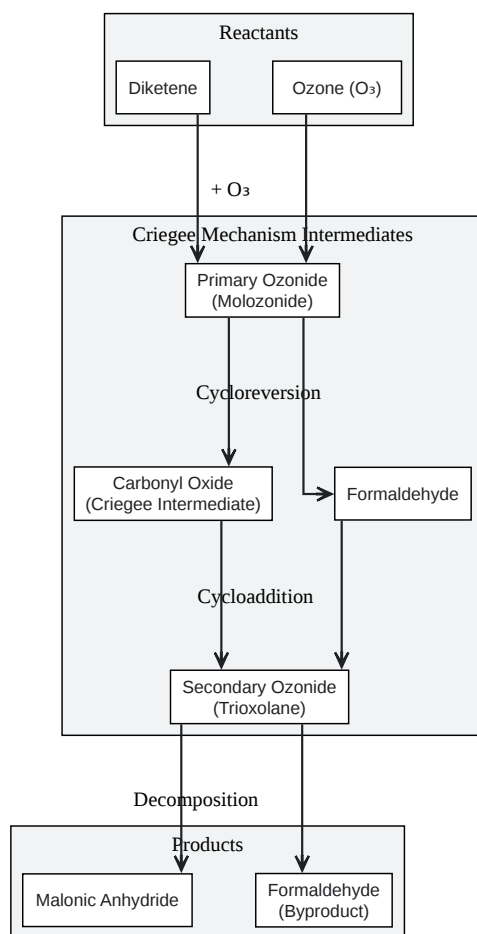 Reactants
Diketene
Ozone (O₃)
+ O₃
Criegee Mechanism Intermediates
Primary Ozonide
(Molozonide)
Cycloreversion
Carbonyl Oxide
(Criegee Intermediate)
Formaldehyde
Cycloaddition
Secondary Ozonide
(Trioxolane)
Decomposition
Products
Malonic Anhydride
Formaldehyde
(Byproduct)